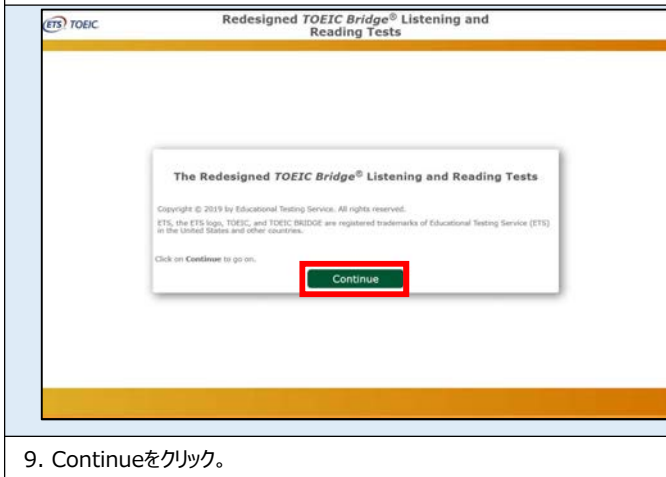 ETS TOEIC.
Redesigned TOEIC Bridge® Listening and
Reading Tests
The Redesigned TOEIC Bridge® Listening and Reading Tests
Copyright © 2019 by Educational Testing Service. All rights reserved.
ETS, the ETS logo, TOEIC, and TOEIC BRIDGE are registered trademarks of Educational Testing Service (ETS)
in the United States and other countries.
Click on Continue to go on.
Continue
9. Continueをクリック。